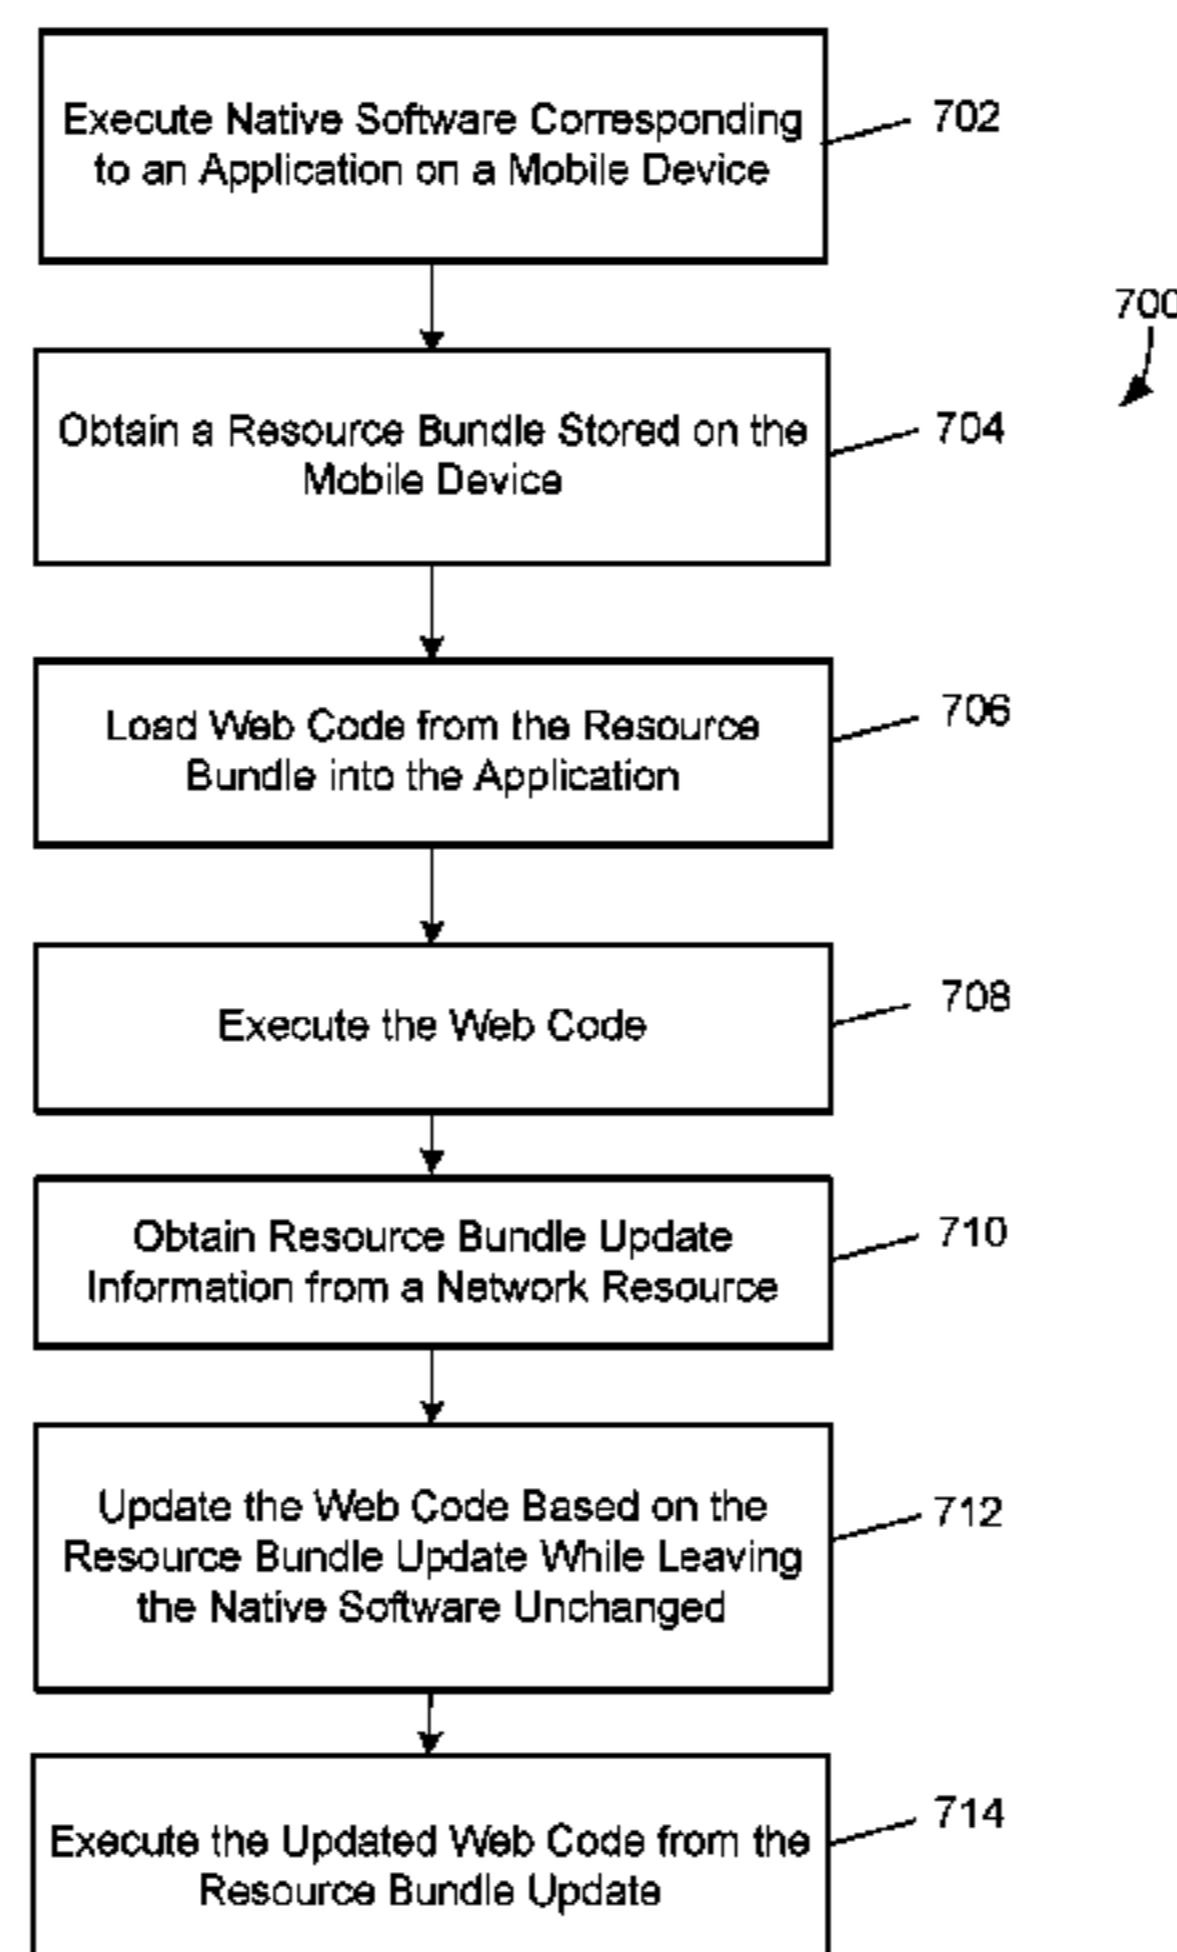 Execute Native Software Corresponding
to an Application on a Mobile Device
702
700
Obtain a Resource Bundle Stored on the
Mobile Device
704
Load Web Code from the Resource
Bundle into the Application
706
Execute the Web Code
708
Obtain Resource Bundle Update
Information from a Network Resource
710
Update the Web Code Based on the
Resource Bundle Update While Leaving
the Native Software Unchanged
712
Execute the Updated Web Code from the
Resource Bundle Update
714